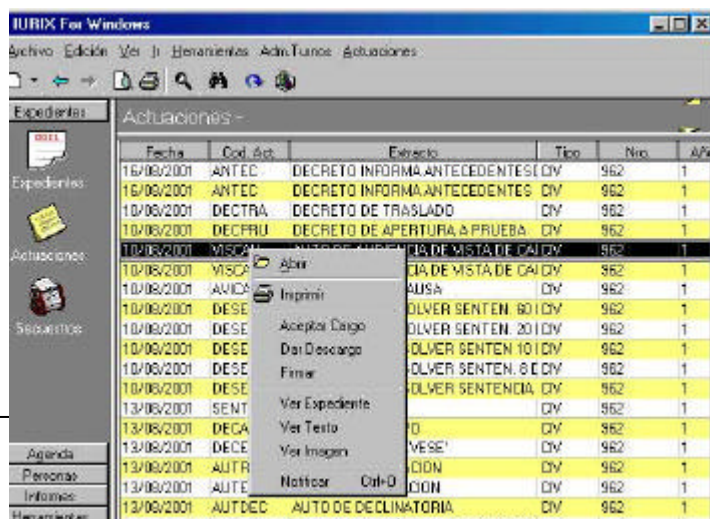 IURIX For Windows
Archivo Edición Ver Ir Herramientas Adm.Turnos Actuaciones
Expedientes
Expedientes
Actuaciones
Secuestros
Agenda
Personas
Informes
Herramientas
Actuaciones -
Fecha Cod. Act. Extracto Tipo Nro. Año
16/08/2001 ANTEC DECRETO INFORMA ANTECEDENTES CIV 962 1
16/08/2001 ANTEC DECRETO INFORMA ANTECEDENTES CIV 962 1
10/08/2001 DECTRA DECRETO DE TRASLADO CIV 962 1
10/08/2001 DECPRU DECRETO DE APERTURA A PRUEBA CIV 962 1
10/08/2001 VISCAU AUTO DE AUDIENCIA DE VISTA DE CAU CIV 962 1
10/08/2001 VISCA CIA DE VISTA DE CAU CIV 962 1
10/08/2001 AVICA AUSA CIV 962 1
10/08/2001 DESE OLVER SENTEN. 60 CIV 962 1
10/08/2001 DESE OLVER SENTEN. 20 CIV 962 1
10/08/2001 DESE OLVER SENTEN 10 CIV 962 1
10/08/2001 DESE OLVER SENTEN. 8 D CIV 962 1
10/08/2001 DESE OLVER SENTENCIA CIV 962 1
13/08/2001 SENT CIV 962 1
13/08/2001 DECA O CIV 962 1
13/08/2001 DECE VESE' CIV 962 1
13/08/2001 AUTR CION CIV 962 1
13/08/2001 AUTE CION CIV 962 1
13/08/2001 AUTDEC AUTO DE DECLINATORIA CIV 962 1
Abrir
Imprimir
Aceptar Cargo
Dar Descargo
Firmar
Ver Expediente
Ver Texto
Ver Imagen
Notificar Ctrl+O